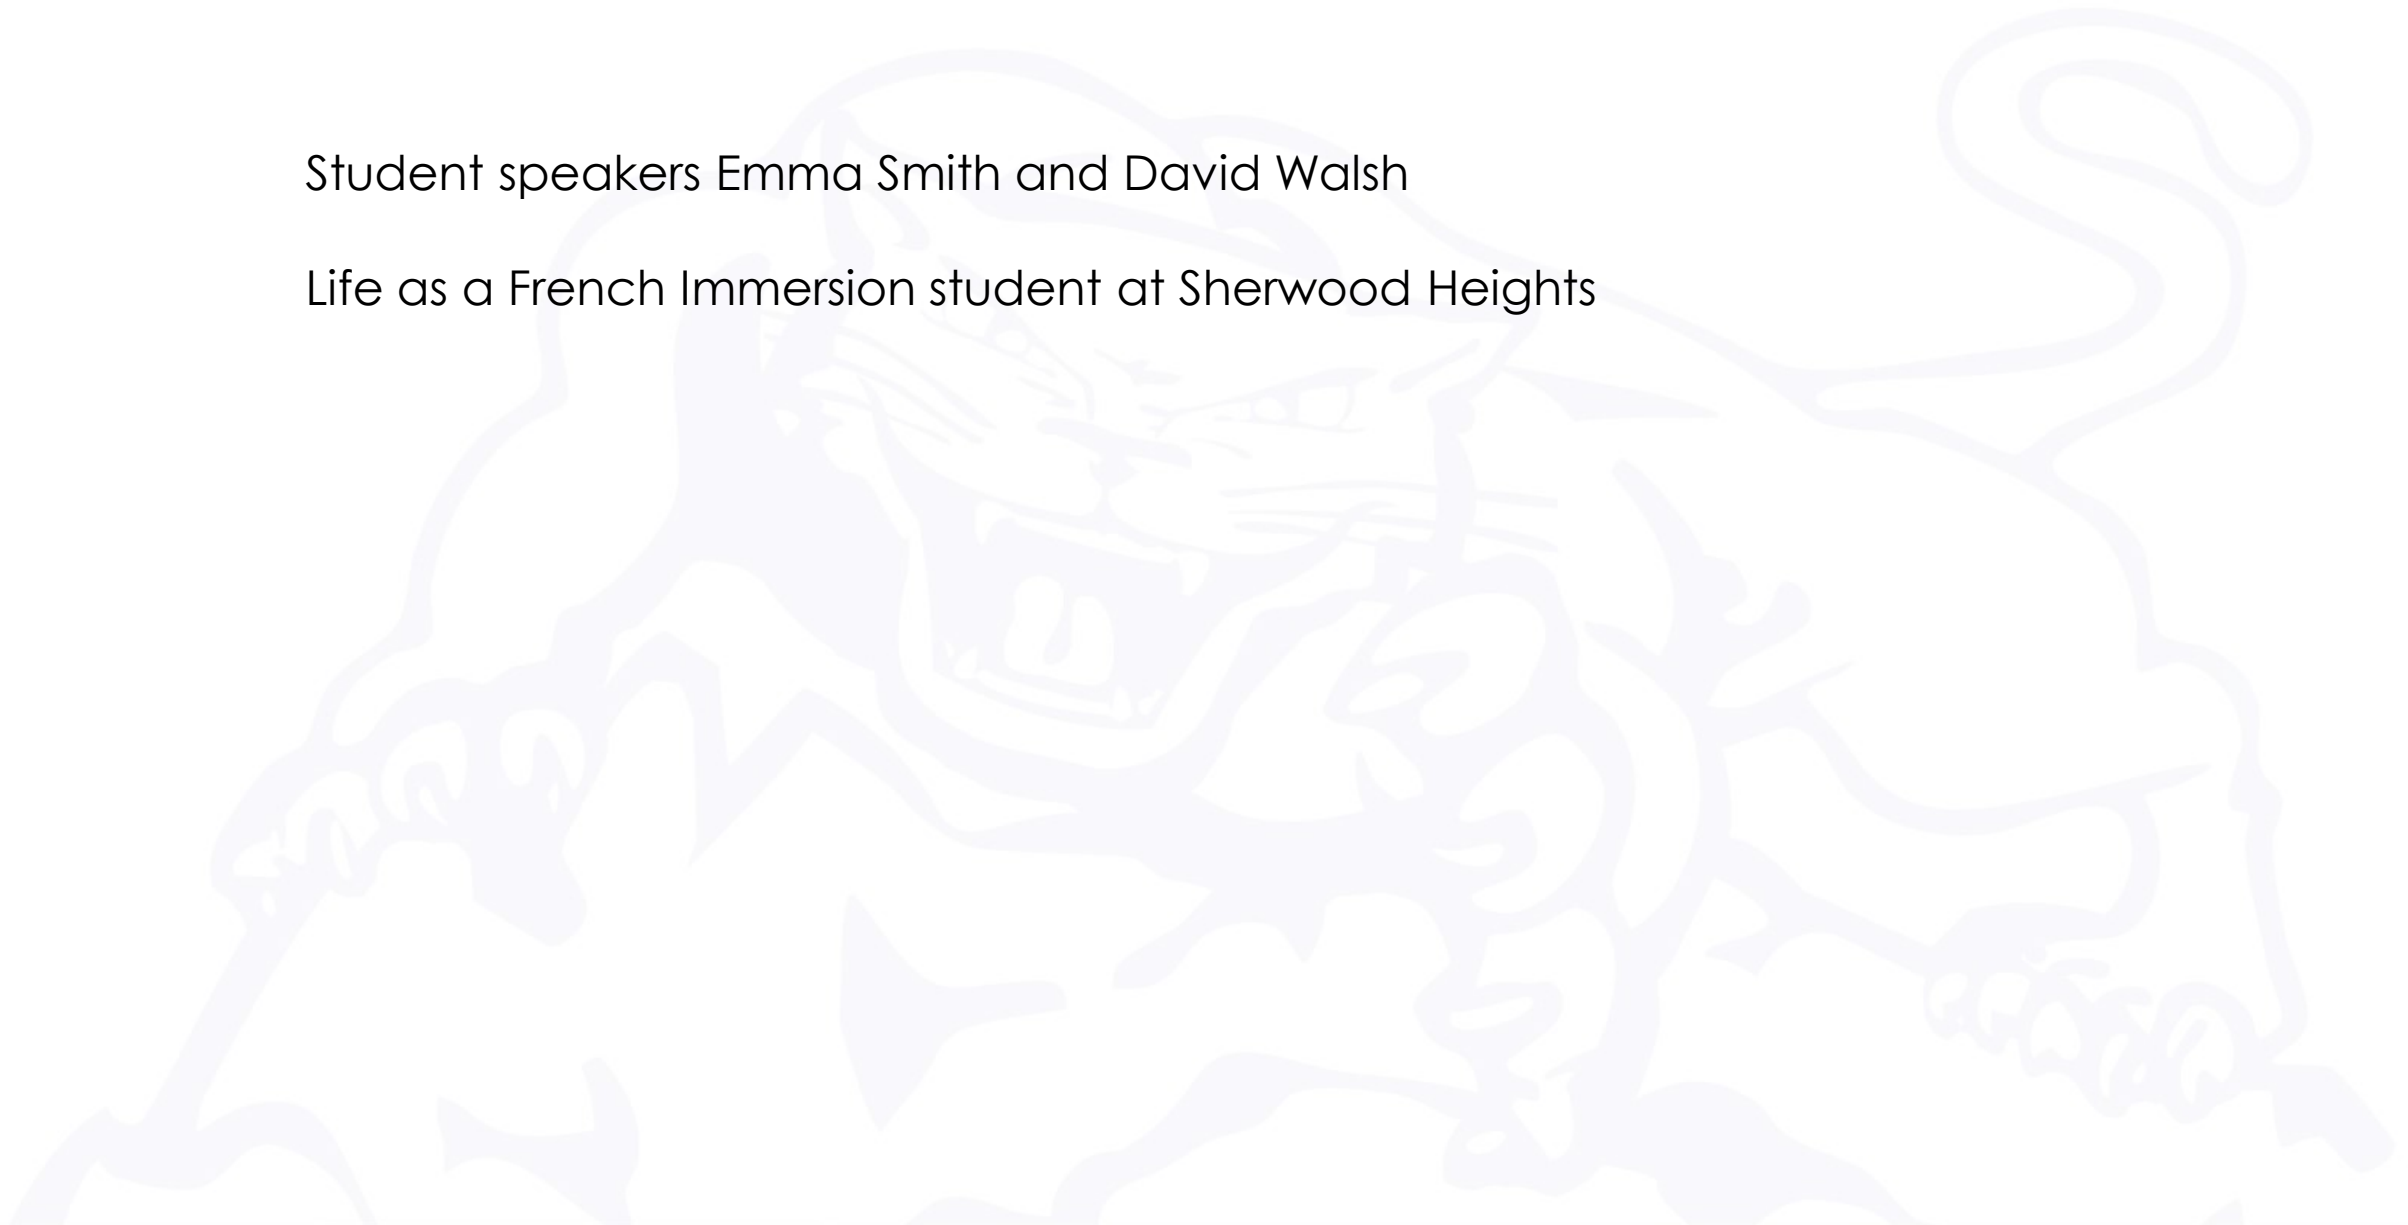 Student speakers Emma Smith and David Walsh
Life as a French Immersion student at Sherwood Heights